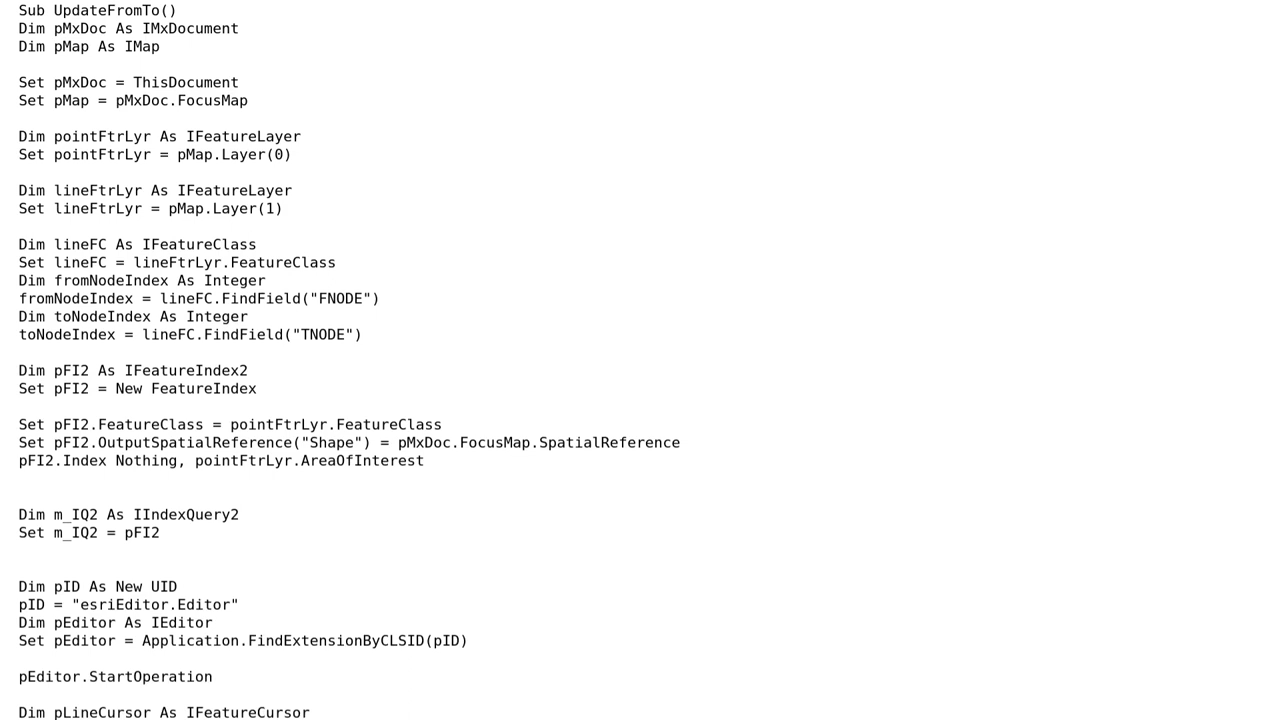 Sub UpdateFromTo()
Dim pMxDoc As IMxDocument
Dim pMap As IMap
Set pMxDoc = ThisDocument
Set pMap = pMxDoc.FocusMap
Dim pointFtrLyr As IFeatureLayer
Set pointFtrLyr = pMap.Layer(0)
Dim lineFtrLyr As IFeatureLayer
Set lineFtrLyr = pMap.Layer(1)
Dim lineFC As IFeatureClass
Set lineFC = lineFtrLyr.FeatureClass
Dim fromNodeIndex As Integer
fromNodeIndex = lineFC.FindField("FNODE")
Dim toNodeIndex As Integer
toNodeIndex = lineFC.FindField("TNODE")
Dim pFI2 As IFeatureIndex2
Set pFI2 = New FeatureIndex
Set pFI2.FeatureClass = pointFtrLyr.FeatureClass
Set pFI2.OutputSpatialReference("Shape") = pMxDoc.FocusMap.SpatialReference
pFI2.Index Nothing, pointFtrLyr.AreaOfInterest
Dim m_IQ2 As IIndexQuery2
Set m_IQ2 = pFI2
Dim pID As New UID
pID = "esriEditor.Editor"
Dim pEditor As IEditor
Set pEditor = Application.FindExtensionByCLSID(pID)
pEditor.StartOperation
Dim pLineCursor As IFeatureCursor